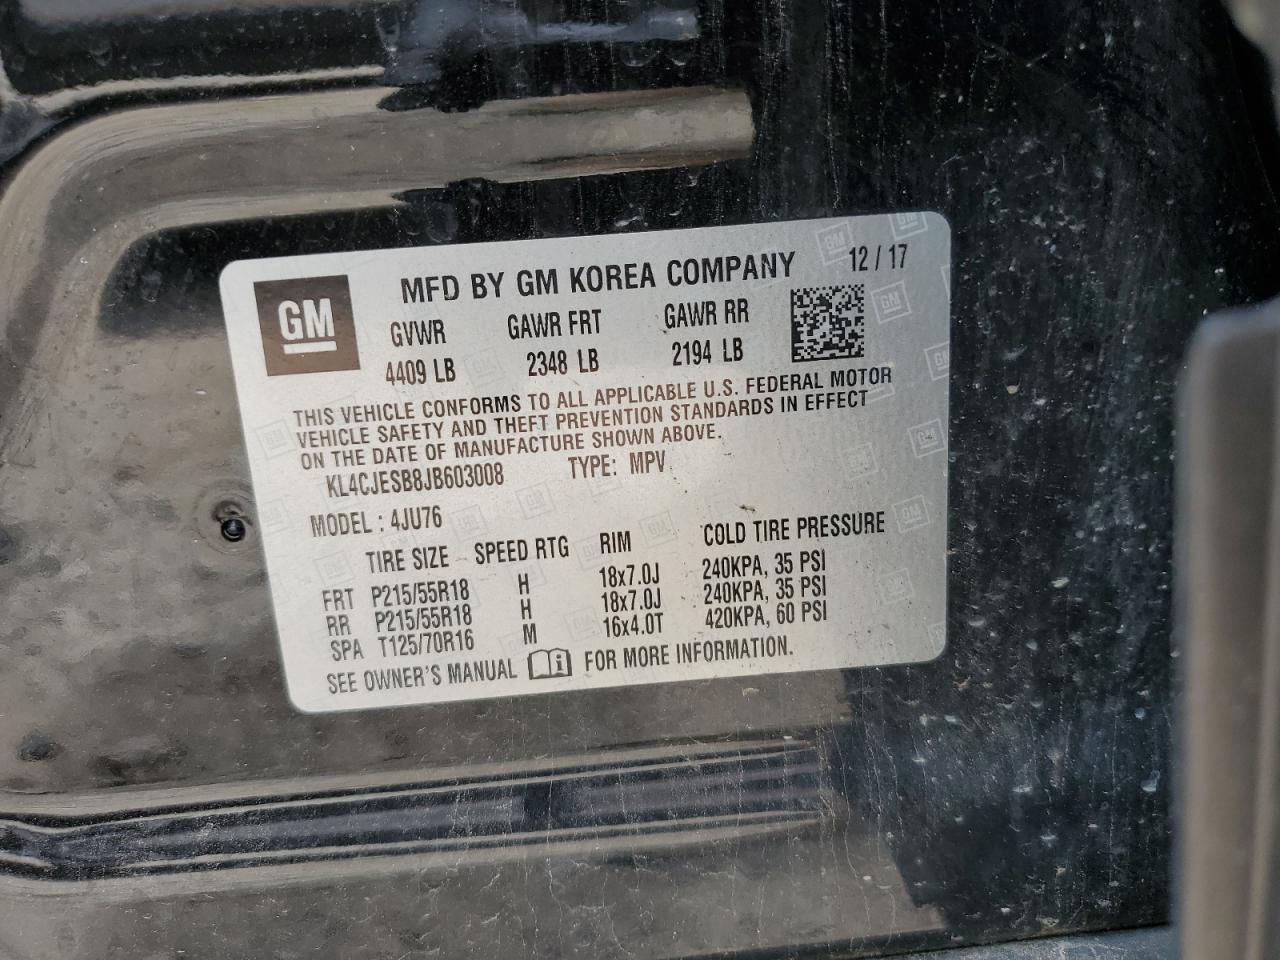 MFD BY GM KOREA COMPANY 12 / 17
GM
GVWR GAWR FRT GAWR RR
4409 LB 2348 LB 2194 LB
THIS VEHICLE CONFORMS TO ALL APPLICABLE U.S. FEDERAL MOTOR
VEHICLE SAFETY AND THEFT PREVENTION STANDARDS IN EFFECT
ON THE DATE OF MANUFACTURE SHOWN ABOVE.
KL4CJESB8JB603008 TYPE: MPV
MODEL : 4JU76
TIRE SIZE SPEED RTG RIM COLD TIRE PRESSURE
FRT P215/55R18 H 18x7.0J 240KPA, 35 PSI
RR P215/55R18 H 18x7.0J 240KPA, 35 PSI
SPA T125/70R16 M 16x4.0T 420KPA, 60 PSI
SEE OWNER'S MANUAL FOR MORE INFORMATION.